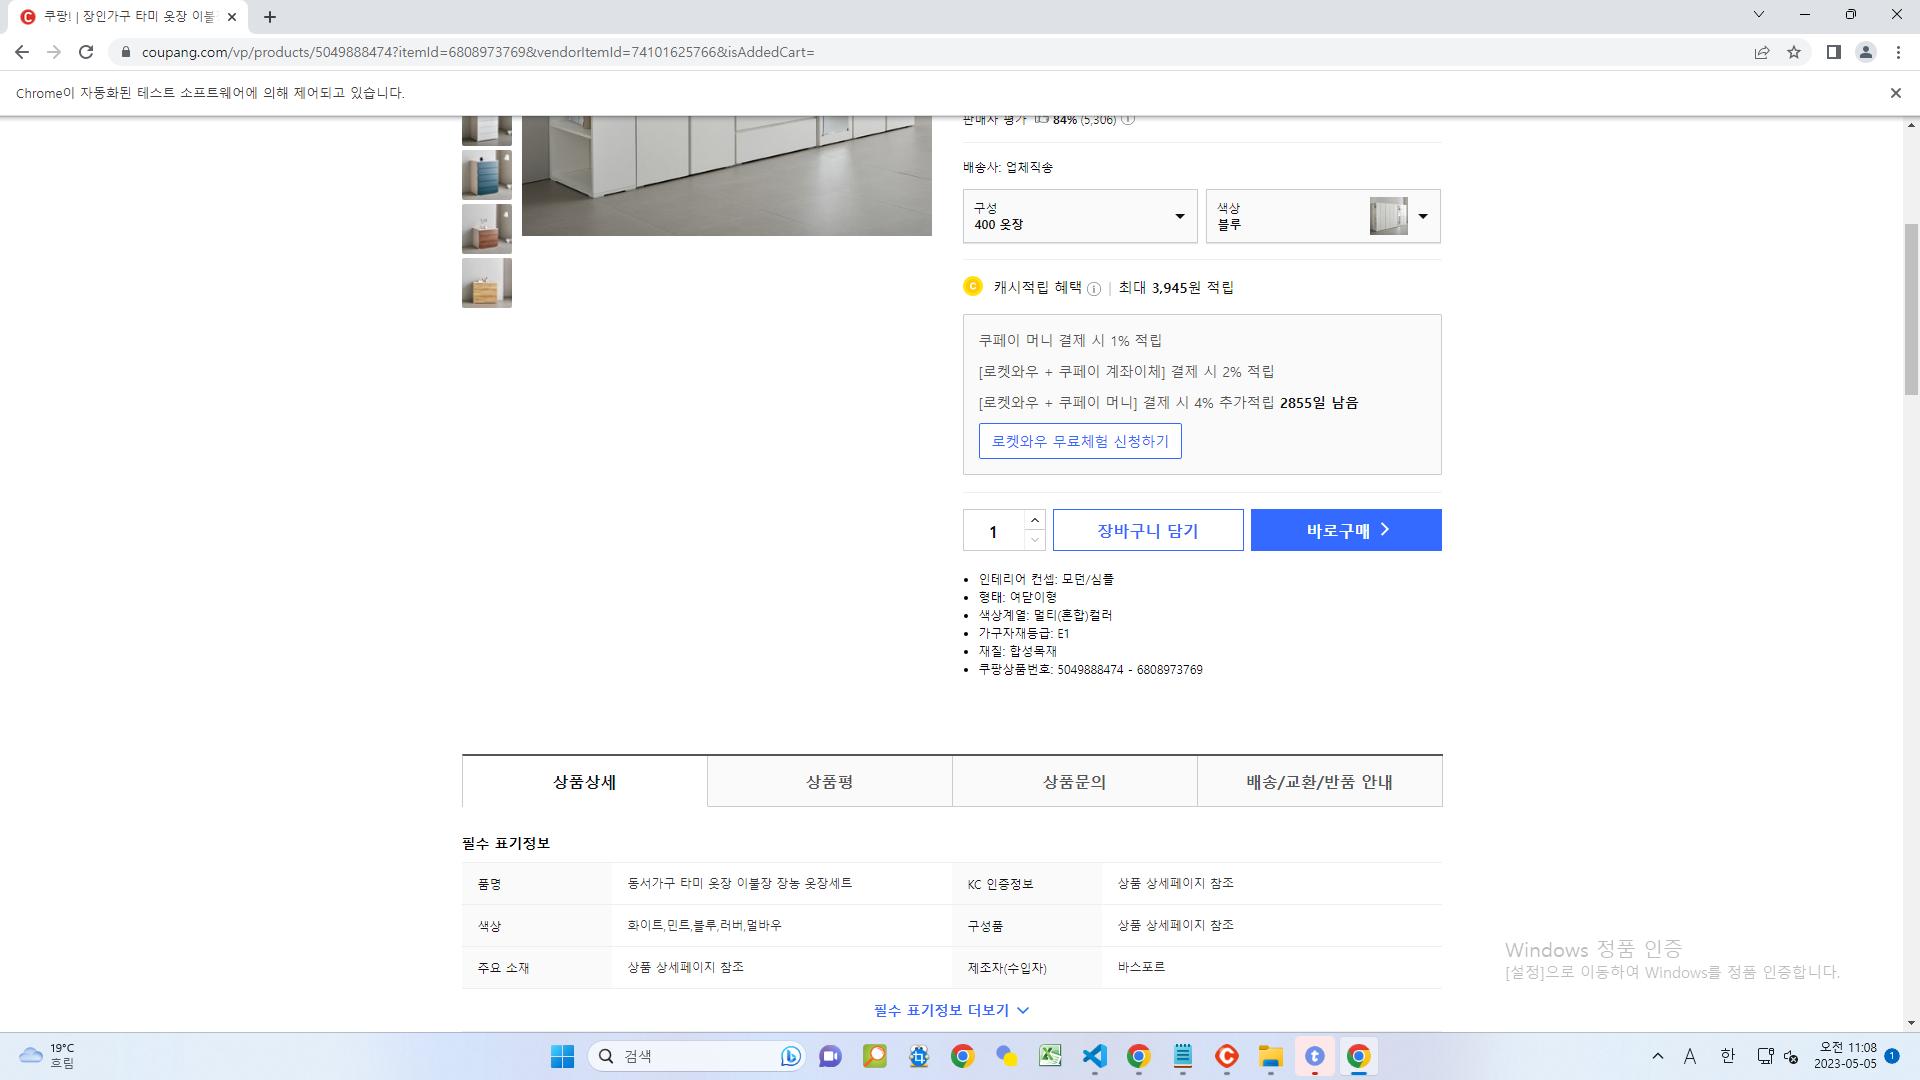 쿠팡! | 장인가구 타미 옷장 이불
coupang.com/vp/products/5049888474?itemId=6808973769&vendorItemId=74101625766&isAddedCart=
Chrome이 자동화된 테스트 소프트웨어에 의해 제어되고 있습니다.
판매자 평가 84% (5,306)
배송사: 업체직송
구성
400 옷장
색상
블루
캐시적립 혜택 | 최대 3,945원 적립
쿠페이 머니 결제 시 1% 적립
[로켓와우 + 쿠페이 계좌이체] 결제 시 2% 적립
[로켓와우 + 쿠페이 머니] 결제 시 4% 추가적립 2855일 남음
로켓와우 무료체험 신청하기
1
장바구니 담기
바로구매
• 인테리어 컨셉: 모던/심플
• 형태: 여닫이형
• 색상계열: 멀티(혼합)컬러
• 가구자재등급: E1
• 재질: 합성목재
• 쿠팡상품번호: 5049888474 - 6808973769
상품상세 상품평 상품문의 배송/교환/반품 안내
필수 표기정보
품명 동서가구 타미 옷장 이불장 장농 옷장세트 KC 인증정보 상품 상세페이지 참조
색상 화이트,민트,블루,러버,멀바우 구성품 상품 상세페이지 참조
주요 소재 상품 상세페이지 참조 제조자(수입자) 바스포르
필수 표기정보 더보기
Windows 정품 인증
[설정]으로 이동하여 Windows를 정품 인증합니다.
19°C
흐림
검색
A 한
오전 11:08
2023-05-05
1